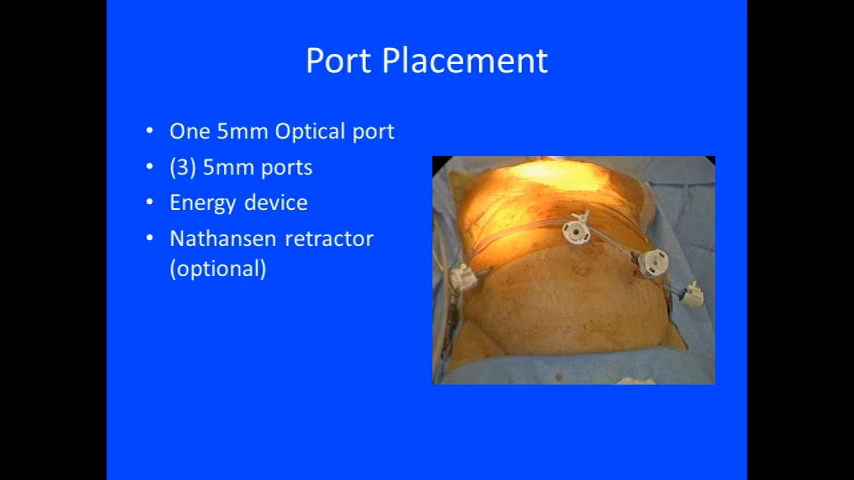 Port Placement
• One 5mm Optical port
• (3) 5mm ports
• Energy device
• Nathansen retractor
(optional)